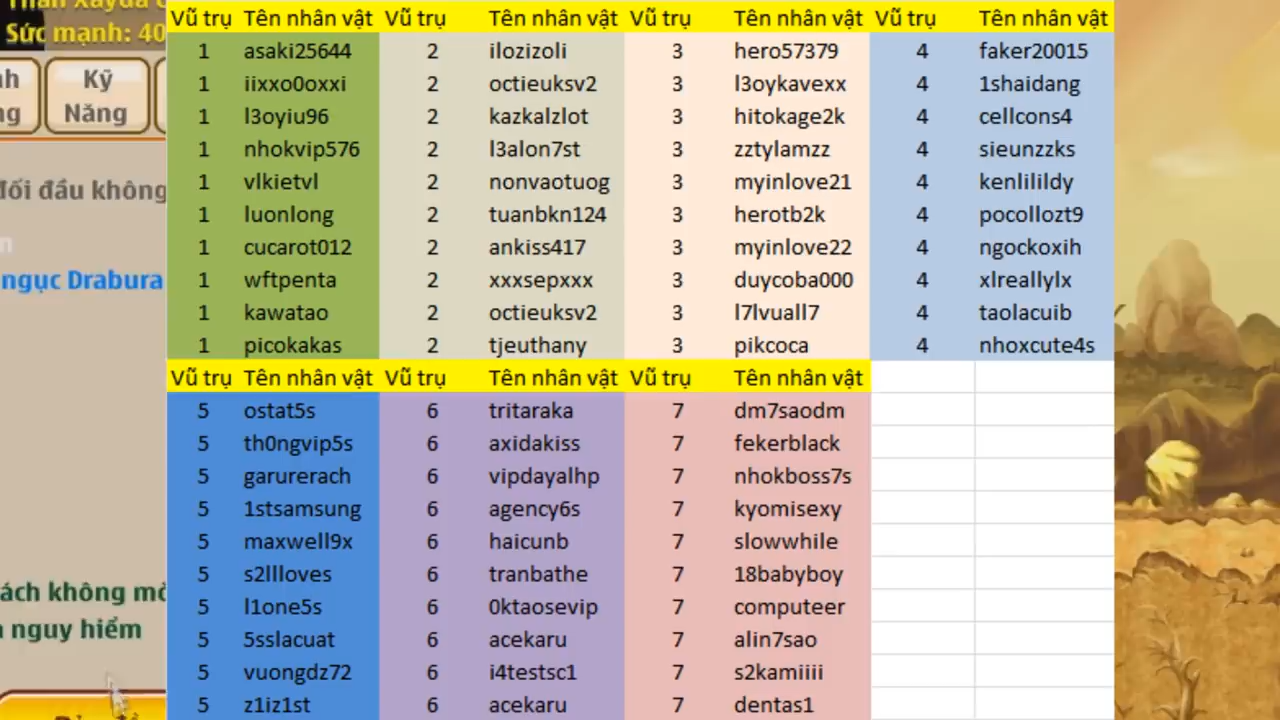 Thần Xayda c
Sức mạnh: 40
nh
ng
Kỹ
Năng
đối đầu không
n
ngục Drabura
ách không mở
nguy hiểm
Vũ trụ Tên nhân vật Vũ trụ Tên nhân vật Vũ trụ Tên nhân vật Vũ trụ Tên nhân vật
1 asaki25644 2 ilozizoli 3 hero57379 4 faker20015
1 iixxo0oxxi 2 octieuksv2 3 l3oykavexx 4 1shaidang
1 l3oyiu96 2 kazkalzlot 3 hitokage2k 4 cellcons4
1 nhokvip576 2 l3alon7st 3 zztylamzz 4 sieunzzks
1 vlkietvl 2 nonvaotuog 3 myinlove21 4 kenlilildy
1 luonlong 2 tuanbkn124 3 herotb2k 4 pocollozt9
1 cucarot012 2 ankiss417 3 myinlove22 4 ngockoxih
1 wftpenta 2 xxxsepxxx 3 duycoba000 4 xlreallylx
1 kawatao 2 octieuksv2 3 l7lvuall7 4 taolacuib
1 picokakas 2 tjeuthany 3 pikcoca 4 nhoxcute4s
Vũ trụ Tên nhân vật Vũ trụ Tên nhân vật Vũ trụ Tên nhân vật
5 ostat5s 6 tritaraka 7 dm7saodm
5 th0ngvip5s 6 axidakiss 7 fekerblack
5 garurerach 6 vipdayalhp 7 nhokboss7s
5 1stsamsung 6 agency6s 7 kyomisexy
5 maxwell9x 6 haicunb 7 slowwhile
5 s2llloves 6 tranbathe 7 18babyboy
5 l1one5s 6 0ktaosevip 7 computeer
5 5sslacuat 6 acekaru 7 alin7sao
5 vuongdz72 6 i4testsc1 7 s2kamiiii
5 z1iz1st 6 acekaru 7 dentas1